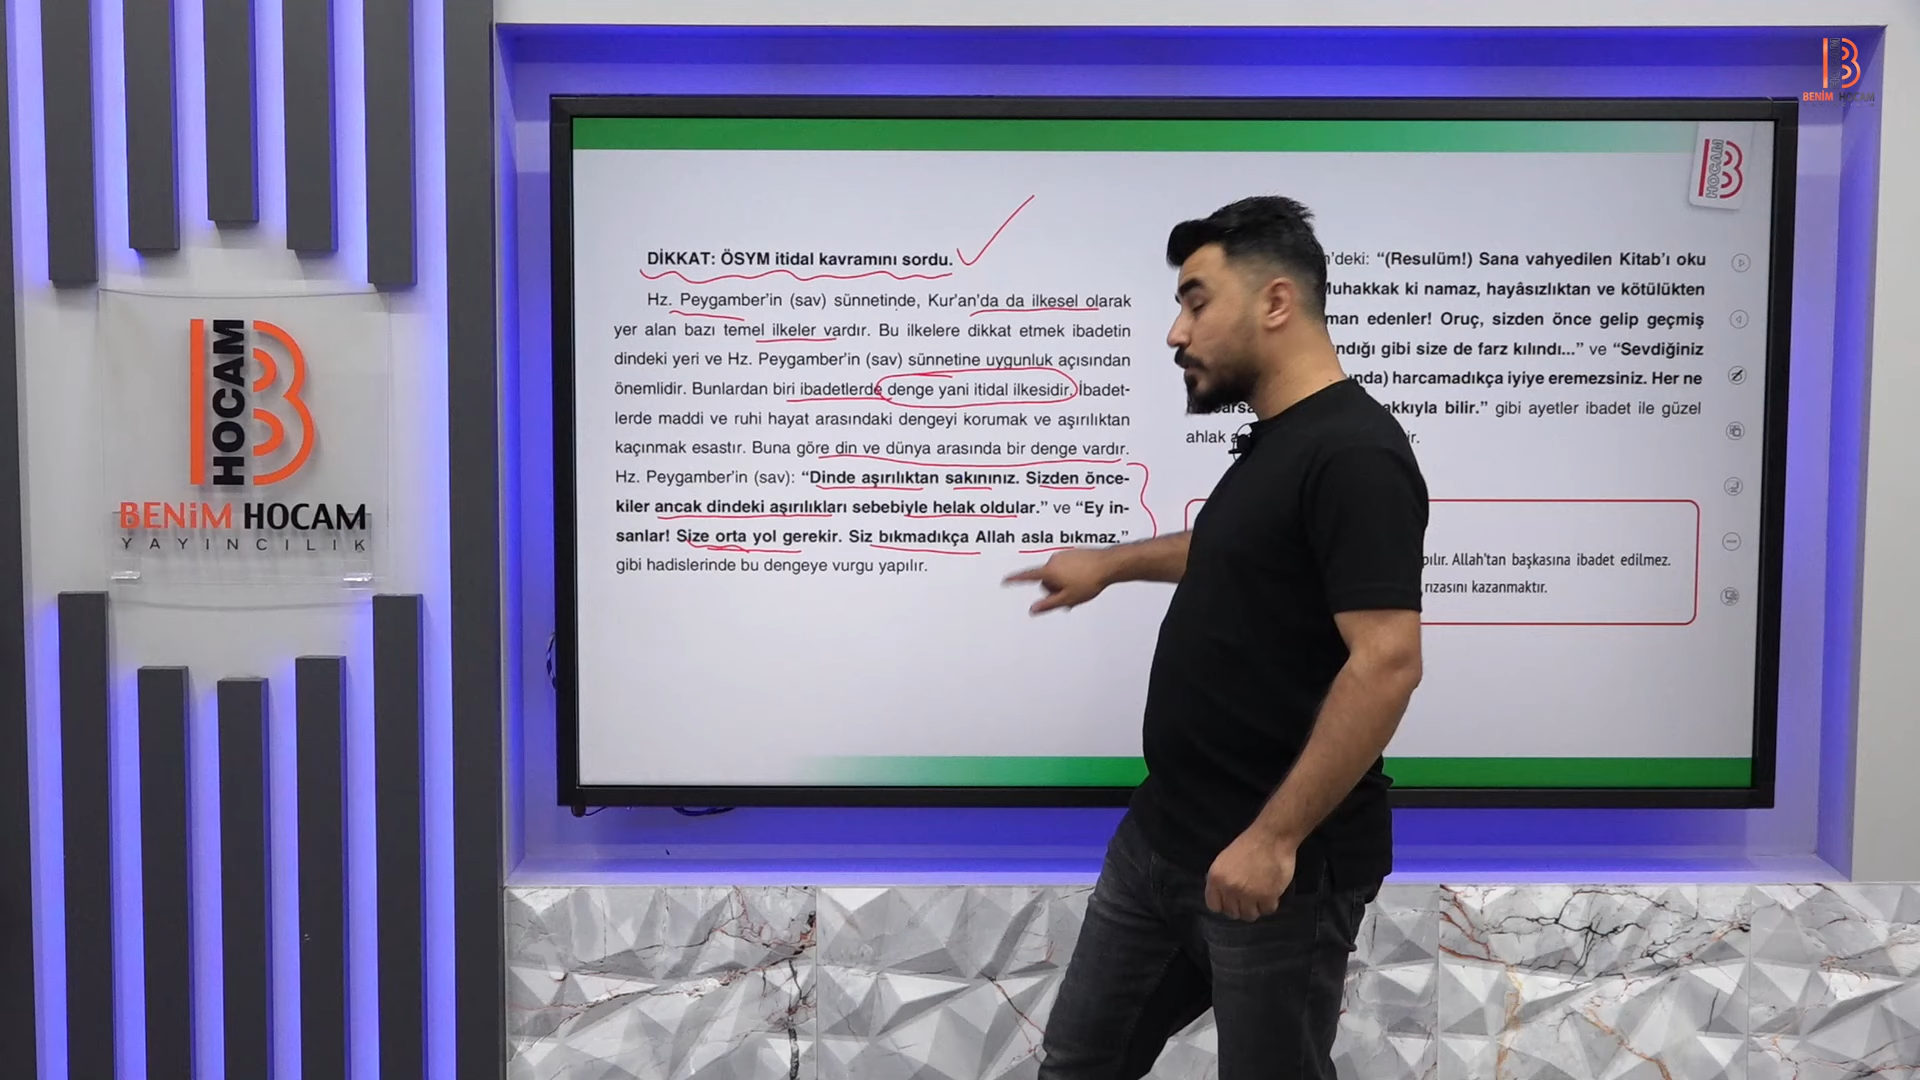 BENİM HOCAM
HOCAM
DİKKAT: ÖSYM itidal kavramını sordu.
Hz. Peygamber'in (sav) sünnetinde, Kur'an'da da ilkesel olarak
yer alan bazı temel ilkeler vardır. Bu ilkelere dikkat etmek ibadetin
dindeki yeri ve Hz. Peygamber'in (sav) sünnetine uygunluk açısından
önemlidir. Bunlardan biri ibadetlerde denge yani itidal ilkesidir. İbadet-
lerde maddi ve ruhi hayat arasındaki dengeyi korumak ve aşırılıktan
kaçınmak esastır. Buna göre din ve dünya arasında bir denge vardır.
Hz. Peygamber'in (sav): “Dinde aşırılıktan sakınınız. Sizden önce-
kiler ancak dindeki aşırılıkları sebebiyle helak oldular.” ve “Ey in-
sanlar! Size orta yol gerekir. Siz bıkmadıkça Allah asla bıkmaz.”
gibi hadislerinde bu dengeye vurgu yapılır.
n'deki: “(Resulüm!) Sana vahyedilen Kitab'ı oku
Muhakkak ki namaz, hayâsızlıktan ve kötülükten
man edenler! Oruç, sizden önce gelip geçmiş
ndığı gibi size de farz kılındı...” ve “Sevdiğiniz
nda) harcamadıkça iyiye eremezsiniz. Her ne
akkıyla bilir.” gibi ayetler ibadet ile güzel
ahlak
ır.
pılır. Allah'tan başkasına ibadet edilmez.
rızasını kazanmaktır.
HOCAM
BENİM HOCAM
YAYINCILIK